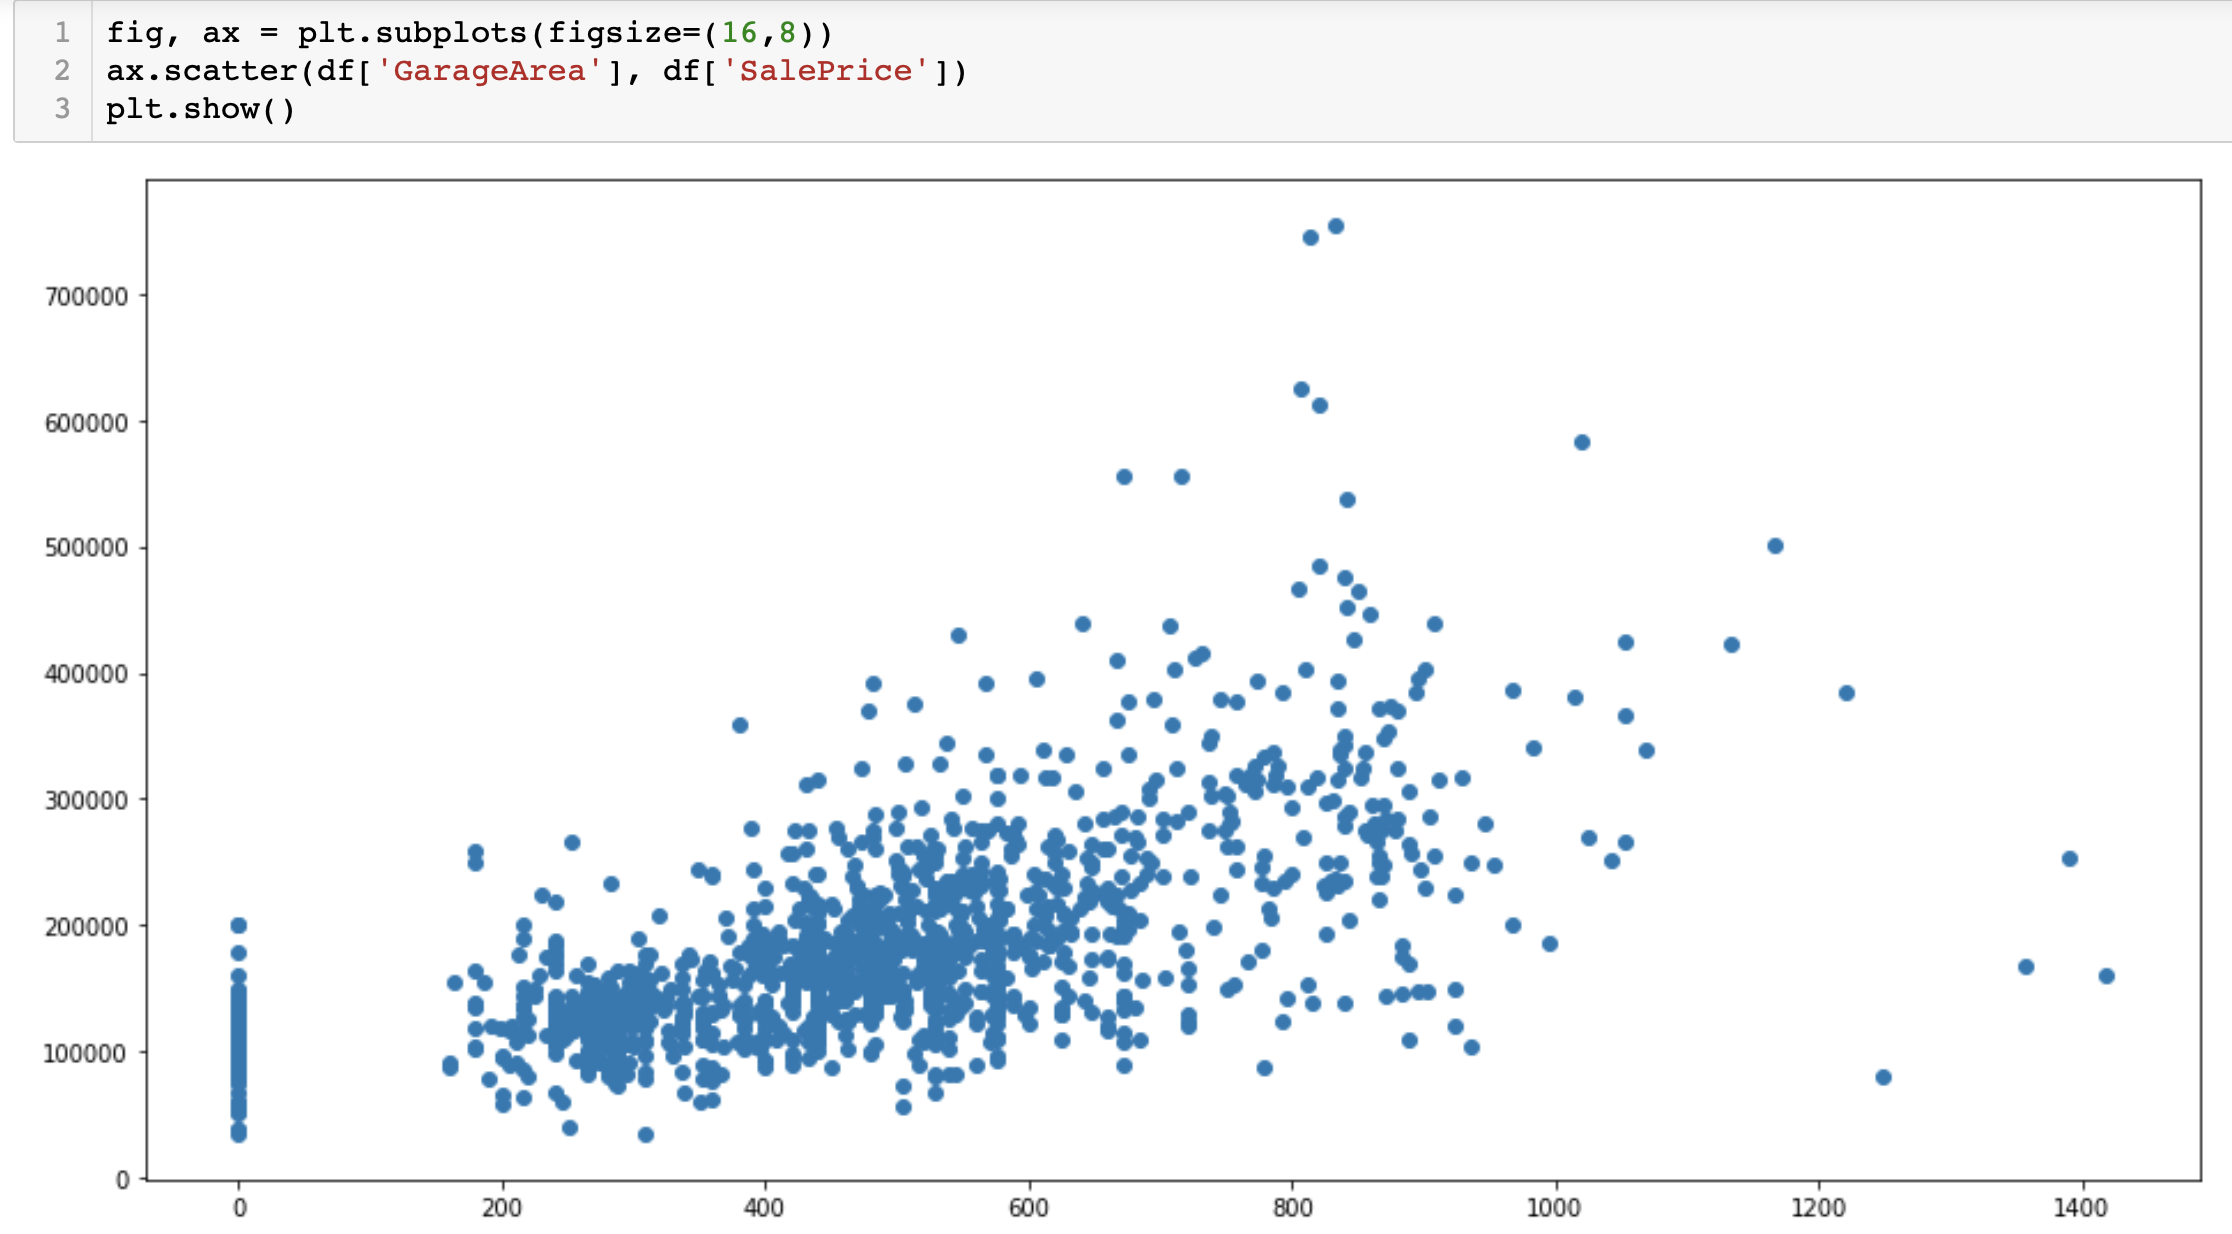 1 fig, ax = plt.subplots(figsize=(16,8))
2 ax.scatter(df['GarageArea'], df['SalePrice'])
3 plt.show()
700000
600000
500000
400000
300000
200000
100000
0
0 200 400 600 800 1000 1200 1400